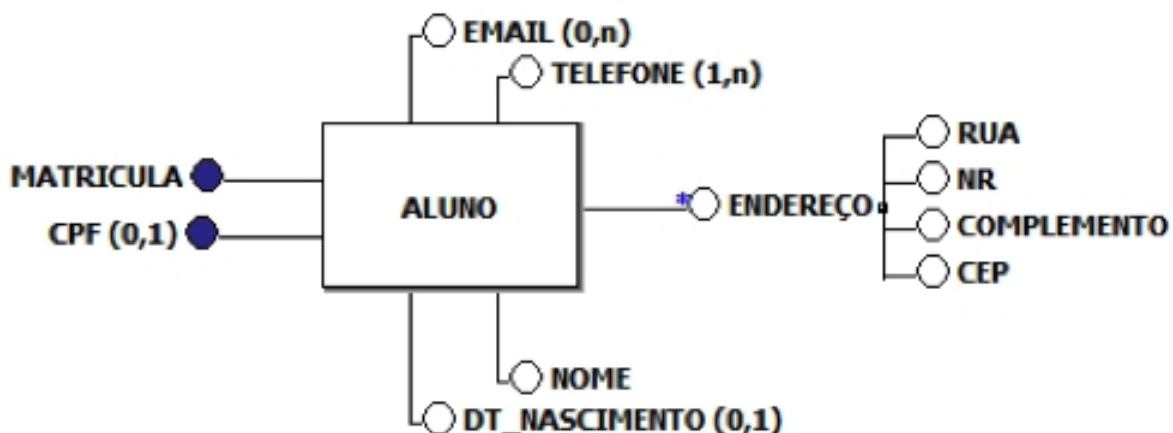 EMAIL (0,n)
TELEFONE (1,n)
RUA
MATRICULA
NR
ALUNO
*
ENDEREÇO
CPF (0,1)
COMPLEMENTO
CEP
NOME
DT_NASCIMENTO (0,1)